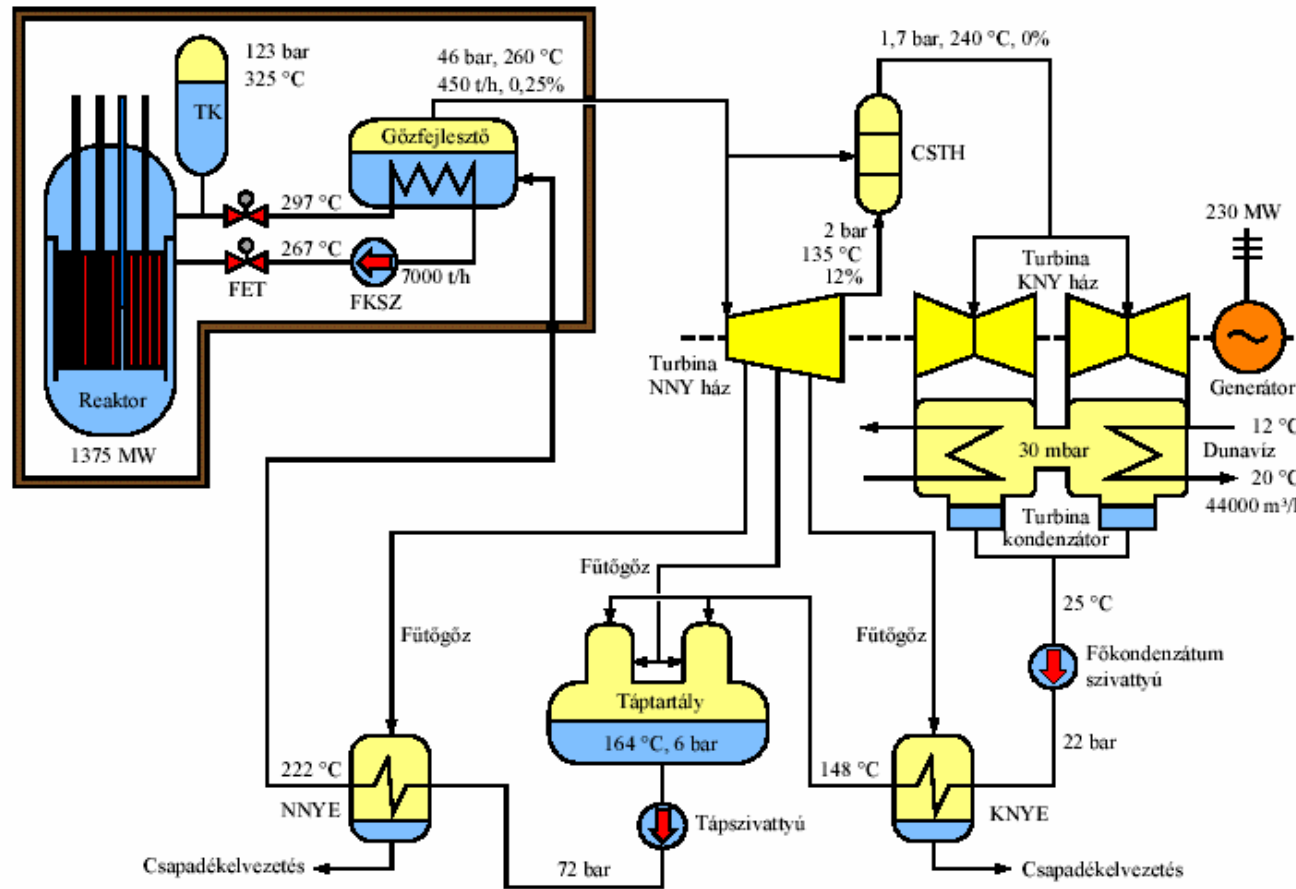 123 bar
325 °C
TK
46 bar, 260 °C
450 t/h, 0,25%
Gőzfejlesztő
1,7 bar, 240 °C, 0%
CSTH
297 °C
267 °C
FET
FKSZ
7000 t/h
2 bar
135 °C
12%
230 MW
Turbina
KNY ház
Turbina
NNY ház
Generátor
Reaktor
1375 MW
30 mbar
12 °C
Dunavíz
20 °C
44000 m³/
Turbina
kondenzátor
25 °C
Fűtőgőz
Fűtőgőz
Fűtőgőz
Főkondenzátum
szivattyú
22 bar
Táptartály
164 °C, 6 bar
222 °C
NNYE
148 °C
KNYE
Tápszivattyú
Csapadékelvezetés
72 bar
Csapadékelvezetés